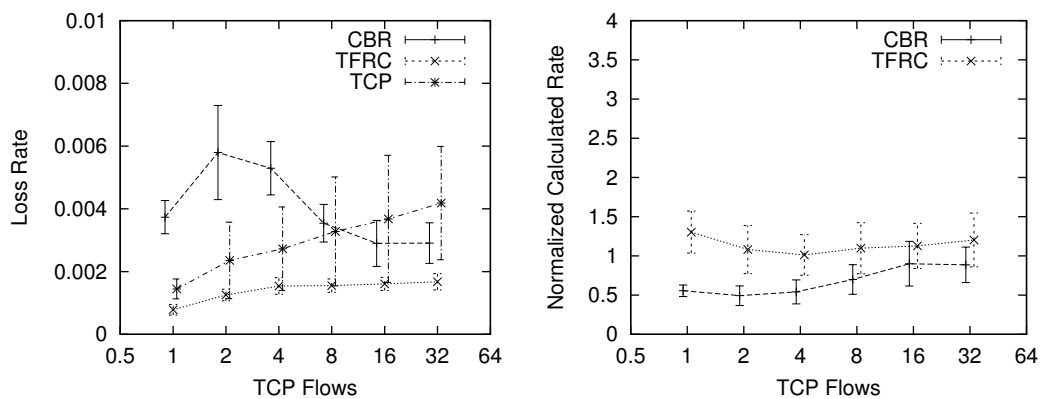 0.01
0.008
0.006
0.004
0.002
0
Loss Rate
0.5 1 2 4 8 16 32 64
TCP Flows
CBR
TFRC
TCP
4
3.5
3
2.5
2
1.5
1
0.5
0
Normalized Calculated Rate
0.5 1 2 4 8 16 32 64
TCP Flows
CBR
TFRC